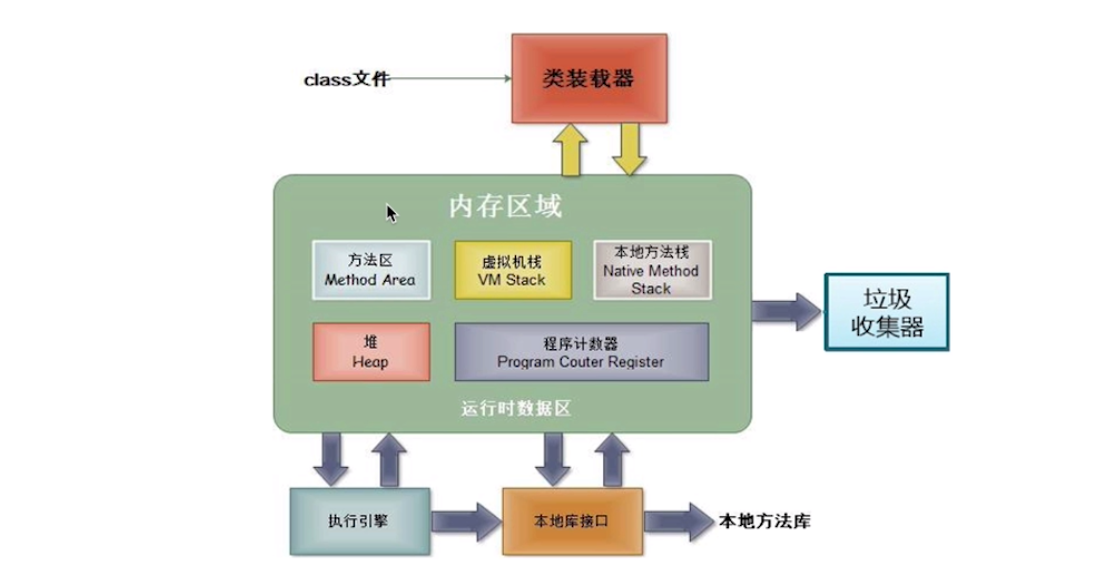 class文件
类装载器
内存区域
方法区
Method Area
虚拟机栈
VM Stack
本地方法栈
Native Method
Stack
堆
Heap
程序计数器
Program Couter Register
运行时数据区
垃圾
收集器
执行引擎
本地库接口
本地方法库